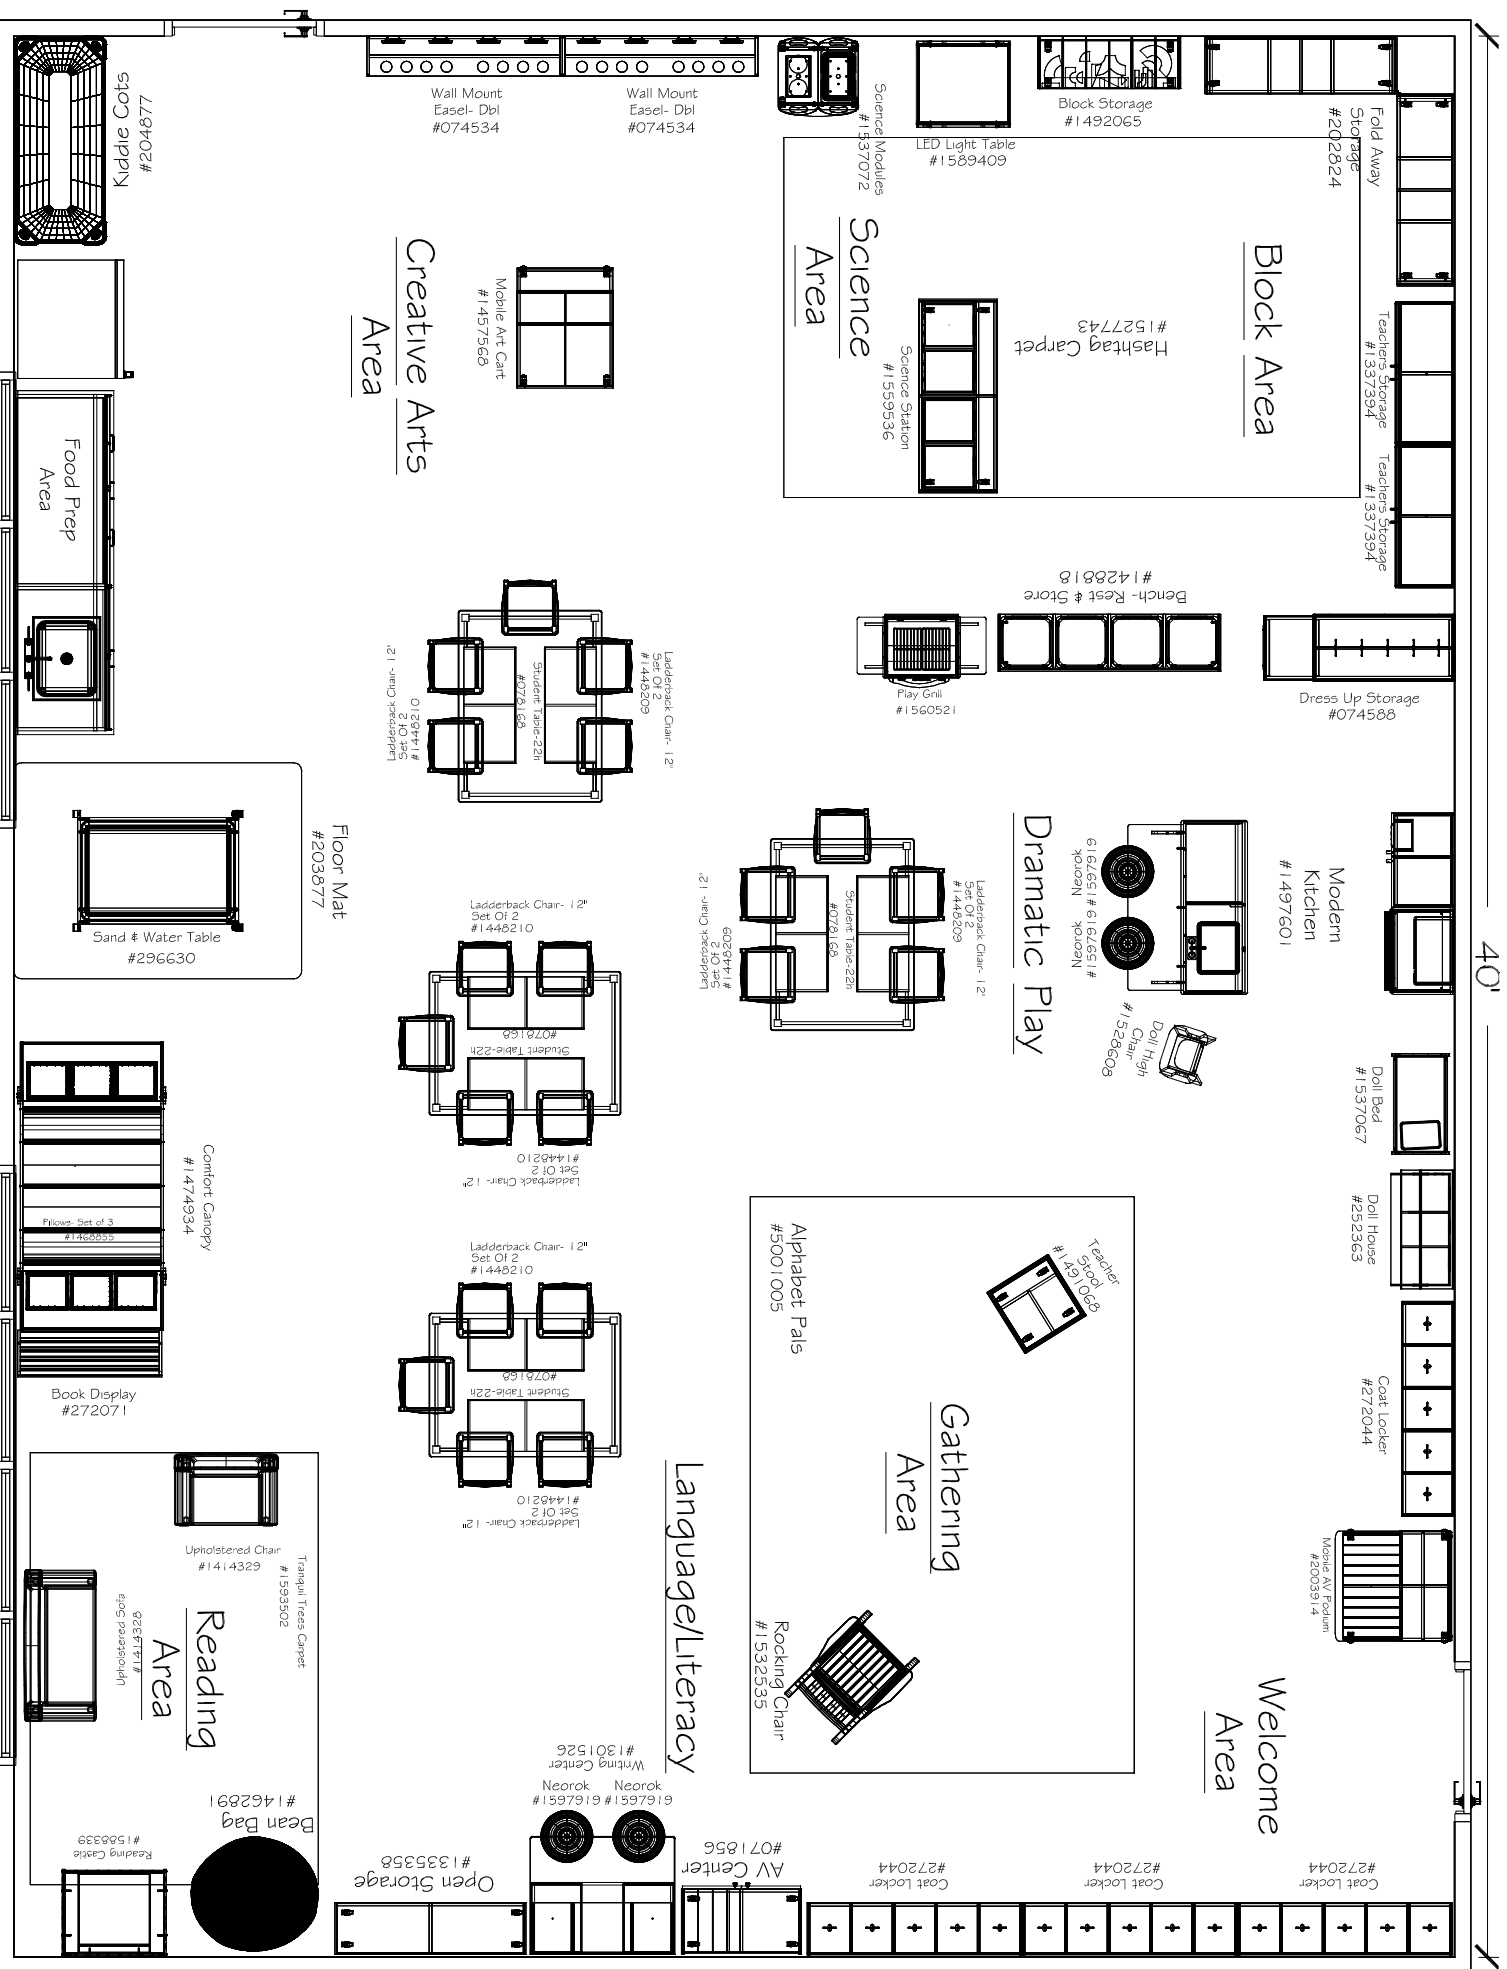 Kiddie Cots
#204877
Wall Mount
Easel- Dbl
#074534
Wall Mount
Easel- Dbl
#074534
Science Modules
#1537072
LED Light Table
#1589409
Block Storage
#1492065
Fold Away
Storage
#202824
Creative Arts
Area
Mobile Art Cart
#1457568
Science
Area
Science Station
#1559536
Hashtag Carpet
#1527743
Block Area
Teachers Storage
#1337394
Teachers Storage
#1337394
Food Prep
Area
Bench- Rest & Store
#1428818
Play Grill
#1560521
Dress Up Storage
#074588
Ladderback Chair- 12"
Set Of 2
#1448210
Student Table-22h
#078168
Ladderback Chair- 12"
Set Of 2
#1448209
Floor Mat
#203877
Sand & Water Table
#296630
Ladderback Chair- 12"
Set Of 2
#1448209
Student Table-22h
#078168
Ladderback Chair- 12"
Set Of 2
#1448209
Dramatic Play
Neorok
#1597919
Neorok
#1597919
Modern
Kitchen
#1497601
40'
Doll High
Chair
#1528608
Doll Bed
#1537067
Ladderback Chair- 12"
Set Of 2
#1448210
Student Table-22h
#078168
Ladderback Chair- 12"
Set Of 2
#1448210
Comfort Canopy
#1474934
Pillows- Set of 3
#1468855
Book Display
#272071
Doll House
#252363
Alphabet Pals
#5001005
Teacher
Stool
#1491068
Ladderback Chair- 12"
Set Of 2
#1448210
Student Table-22h
#078168
Ladderback Chair- 12"
Set Of 2
#1448210
Coat Locker
#272044
Gathering
Area
Language/Literacy
Mobile AV Podium
#2003914
Upholstered Chair
#1414329
Tranquil Trees Carpet
#1593502
Upholstered Sofa
#1414328
Reading
Area
Rocking Chair
#1532535
Welcome
Area
Writing Center
#1301526
Neorok
#15979
Neorok
#15979
Bean Bag
#1462891
Reading Castle
#1588339
Open Storage
#1335358
AV Center
#071856
Coat Locker
#272044
Coat Locker
#272044
Coat Locker
#272044